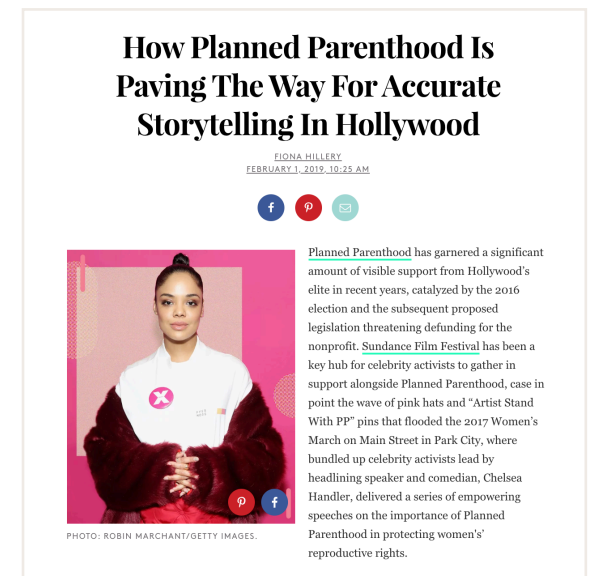 How Planned Parenthood Is
Paving The Way For Accurate
Storytelling In Hollywood
FIONA HILLERY
FEBRUARY 1, 2019, 10:25 AM
X
PHOTO: ROBIN MARCHANT/GETTY IMAGES.
Planned Parenthood has garnered a significant
amount of visible support from Hollywood's
elite in recent years, catalyzed by the 2016
election and the subsequent proposed
legislation threatening defunding for the
nonprofit. Sundance Film Festival has been a
key hub for celebrity activists to gather in
support alongside Planned Parenthood, case in
point the wave of pink hats and “Artist Stand
With PP” pins that flooded the 2017 Women's
March on Main Street in Park City, where
bundled up celebrity activists lead by
headlining speaker and comedian, Chelsea
Handler, delivered a series of empowering
speeches on the importance of Planned
Parenthood in protecting women's'
reproductive rights.